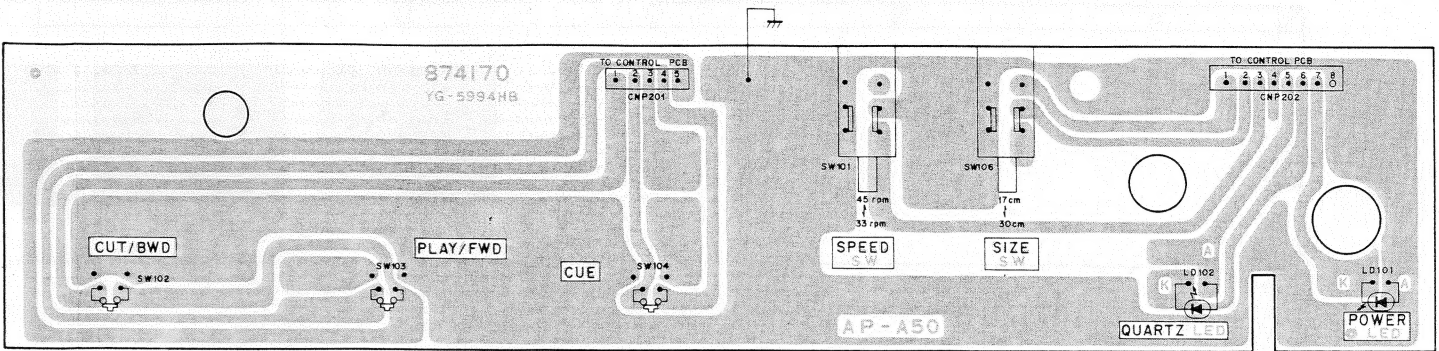 874170
YG-5994HB
TO CONTROL PCB
1 2 3 4 5
CNP201
TO CONTROL PCB
1 2 3 4 5 6 7 8
CNP202
SW101
SW106
45 rpm
33 rpm
17cm
30cm
CUT/BWD
SW102
PLAY/FWD
SW103
CUE
SW104
SPEED
SW
SIZE
SW
A
K
LD102
LD101
K
A
AP-A50
QUARTZ LED
POWER
LED